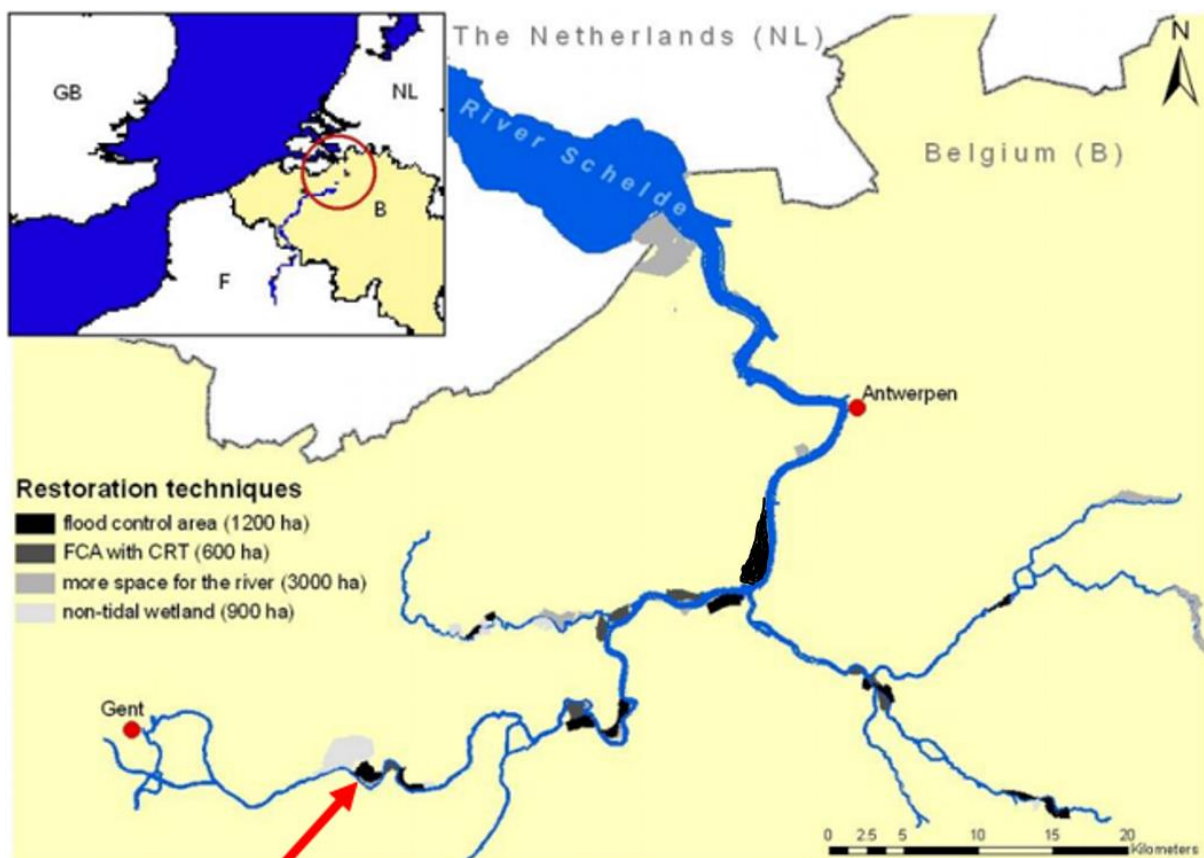 The Netherlands (NL)
N
GB
NL
River Schelde
Belgium (B)
B
F
Antwerpen
Restoration techniques
flood control area (1200 ha)
FCA with CRT (600 ha)
more space for the river (3000 ha)
non-tidal wetland (900 ha)
Gent
0 2.5 5 10 15 20
Kilometers